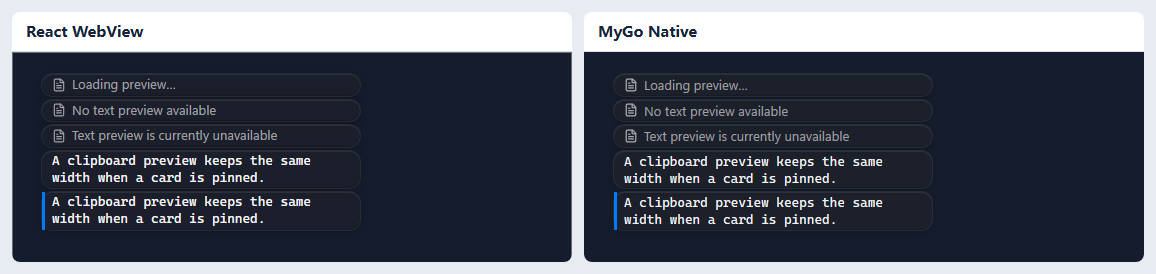 React WebView
Loading preview...
No text preview available
Text preview is currently unavailable
A clipboard preview keeps the same
width when a card is pinned.
A clipboard preview keeps the same
width when a card is pinned.
MyGo Native
Loading preview...
No text preview available
Text preview is currently unavailable
A clipboard preview keeps the same
width when a card is pinned.
A clipboard preview keeps the same
width when a card is pinned.